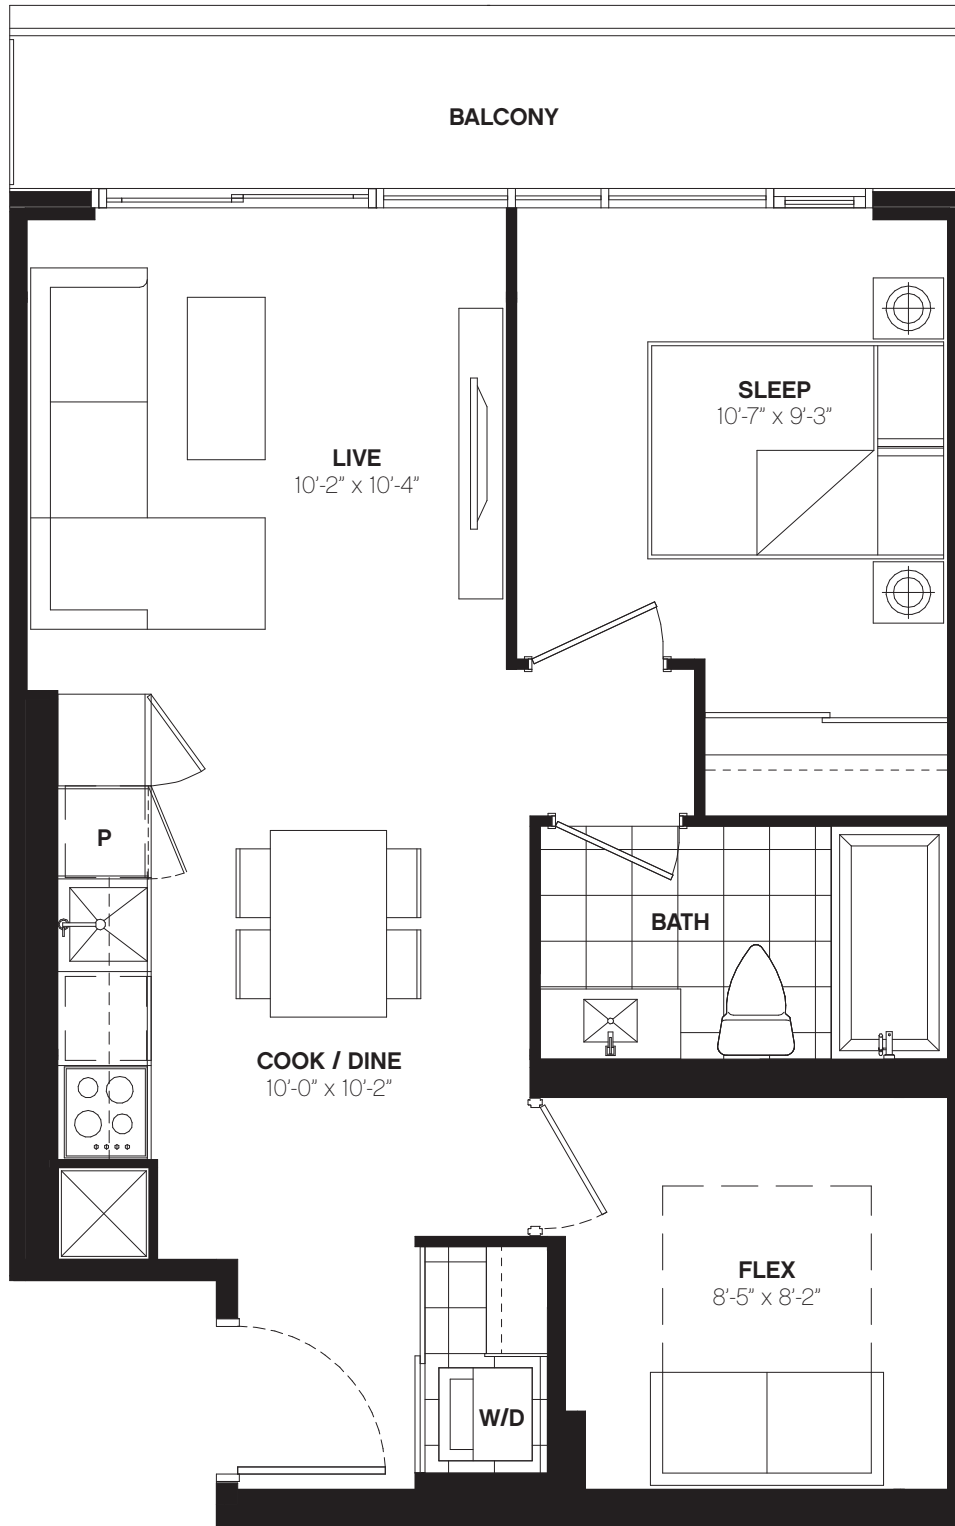 BALCONY
SLEEP
10'-7" x 9'-3"
LIVE
10'-2" x 10'-4"
P
BATH
COOK / DINE
10'-0" x 10'-2"
FLEX
8'-5" x 8'-2"
W/D